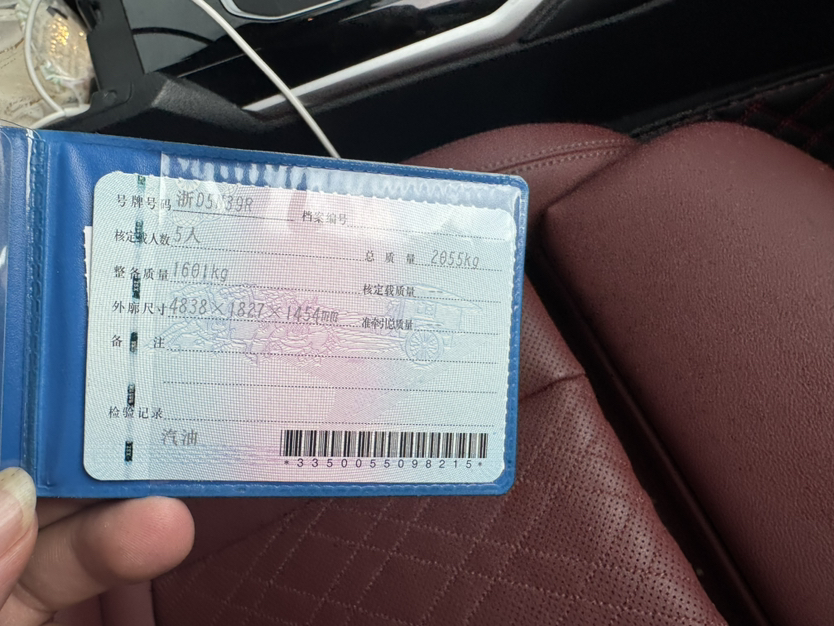 号牌号码 浙D5N39R 档案编号
核定载人数 5人 总质量 2055kg
整备质量 1601kg 核定载质量
外廓尺寸 4838×1827×1454mm 准牵引总质量
备注
检验记录
汽油
*3350055098215*